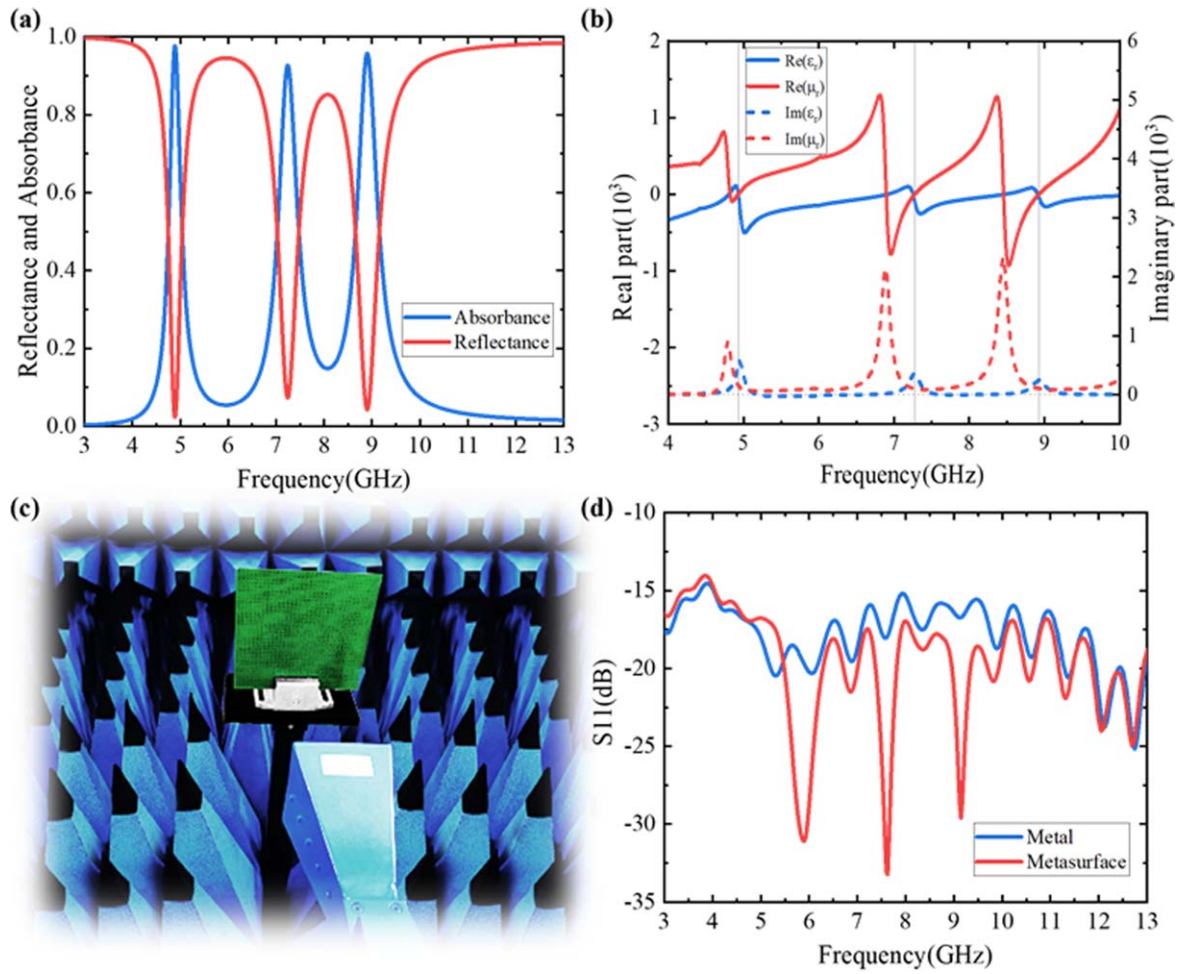 (a)
1.0
0.8
0.6
0.4
0.2
0.0
Reflectance and Absorbance
Absorbance
Reflectance
3 4 5 6 7 8 9 10 11 12 13
Frequency(GHz)
(b)
2
1
0
-1
-2
-3
Real part(10³)
Re(εr)
Re(μr)
Im(εr)
Im(μr)
6
5
4
3
2
1
0
Imaginary part(10³)
4 5 6 7 8 9 10
Frequency(GHz)
(c)
(d)
-10
-15
-20
-25
-30
-35
S11(dB)
Metal
Metasurface
3 4 5 6 7 8 9 10 11 12 13
Frequency(GHz)